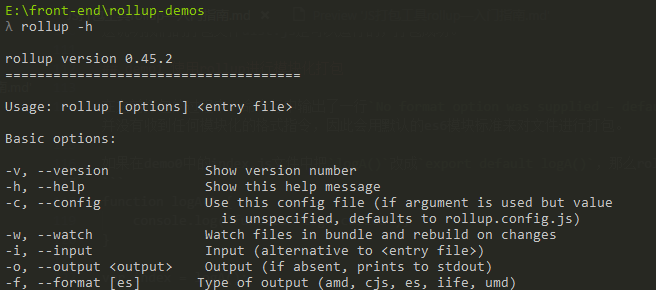 E:\front-end\rollup-demos
λ rollup -h
rollup version 0.45.2
=====================================
Usage: rollup [options] <entry file>
Basic options:
-v, --version Show version number
-h, --help Show this help message
-c, --config Use this config file (if argument is used but value
is unspecified, defaults to rollup.config.js)
-w, --watch Watch files in bundle and rebuild on changes
-i, --input Input (alternative to <entry file>)
-o, --output <output> Output (if absent, prints to stdout)
-f, --format [es] Type of output (amd, cjs, es, iife, umd)